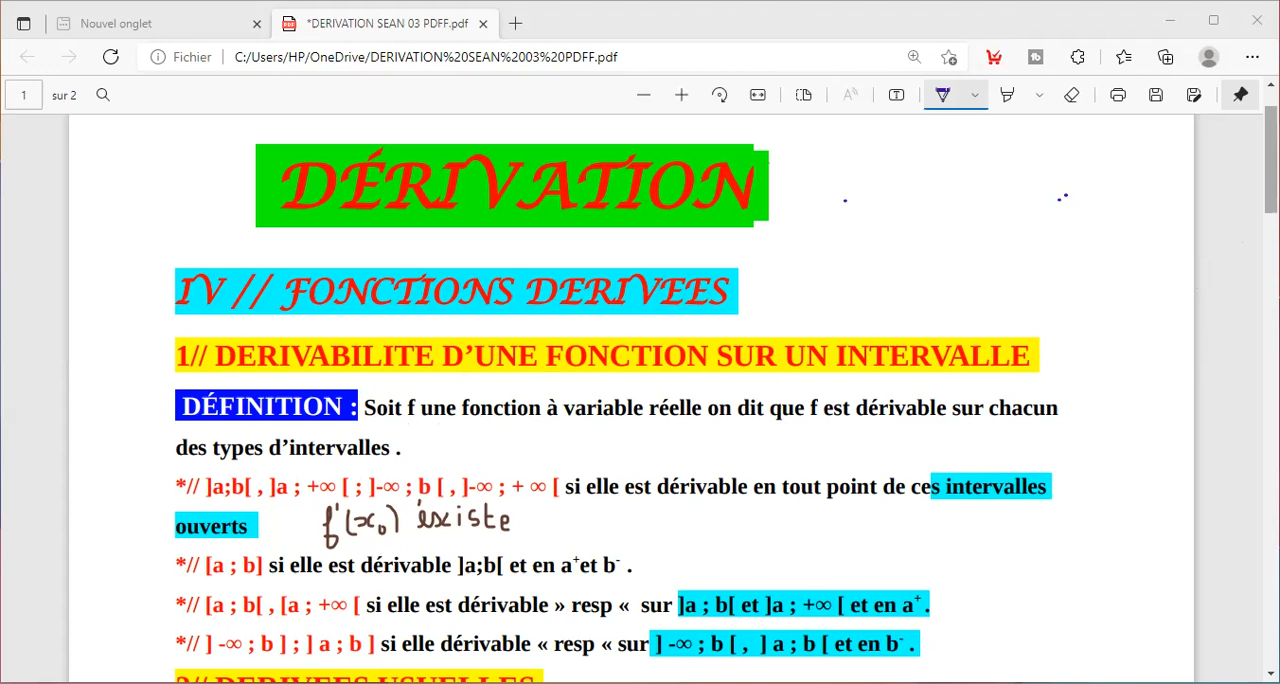 Nouvel onglet
*DERIVATION SEAN 03 PDFF.pdf
Fichier
C:/Users/HP/OneDrive/DERIVATION%20SEAN%2003%20PDFF.pdf
1 sur 2
DÉRIVATION
IV // FONCTIONS DERIVEES
1// DERIVABILITE D’UNE FONCTION SUR UN INTERVALLE
DÉFINITION : Soit f une fonction à variable réelle on dit que f est dérivable sur chacun
des types d’intervalles .
*// ]a;b[ , ]a ; +∞ [ ; ]-∞ ; b [ , ]-∞ ; + ∞ [ si elle est dérivable en tout point de ces intervalles
ouverts f'(x₀) existe
*// [a ; b] si elle est dérivable ]a;b[ et en a⁺et b⁻ .
*// [a ; b[ , [a ; +∞ [ si elle est dérivable » resp « sur ]a ; b[ et ]a ; +∞ [ et en a⁺ .
*// ] -∞ ; b ] ; ] a ; b ] si elle dérivable « resp « sur ] -∞ ; b [ , ] a ; b [ et en b⁻ .
2// DERIVEES USUELLES